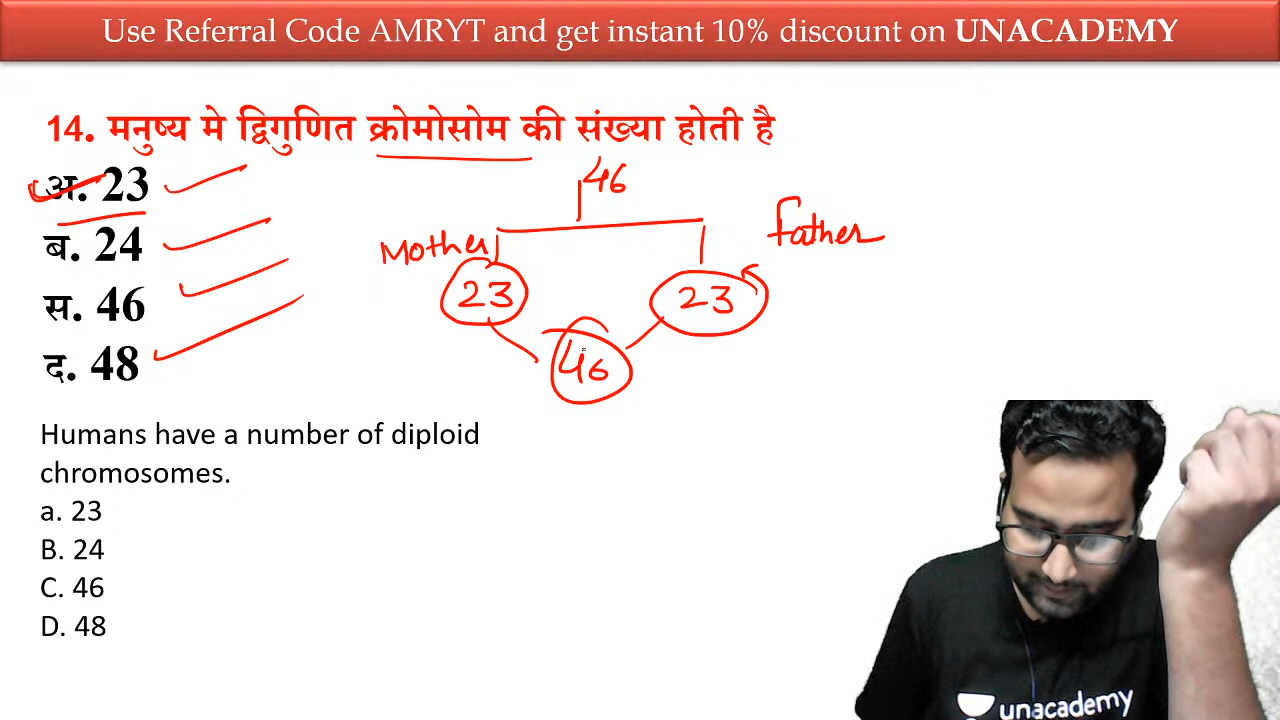 Use Referral Code AMRYT and get instant 10% discount on UNACADEMY
14. मनुष्य मे द्विगुणित क्रोमोसोम की संख्या होती है
अ. 23
ब. 24
स. 46
द. 48
46
Mother
Father
23
23
46
Humans have a number of diploid
chromosomes.
a. 23
B. 24
C. 46
D. 48
unacademy